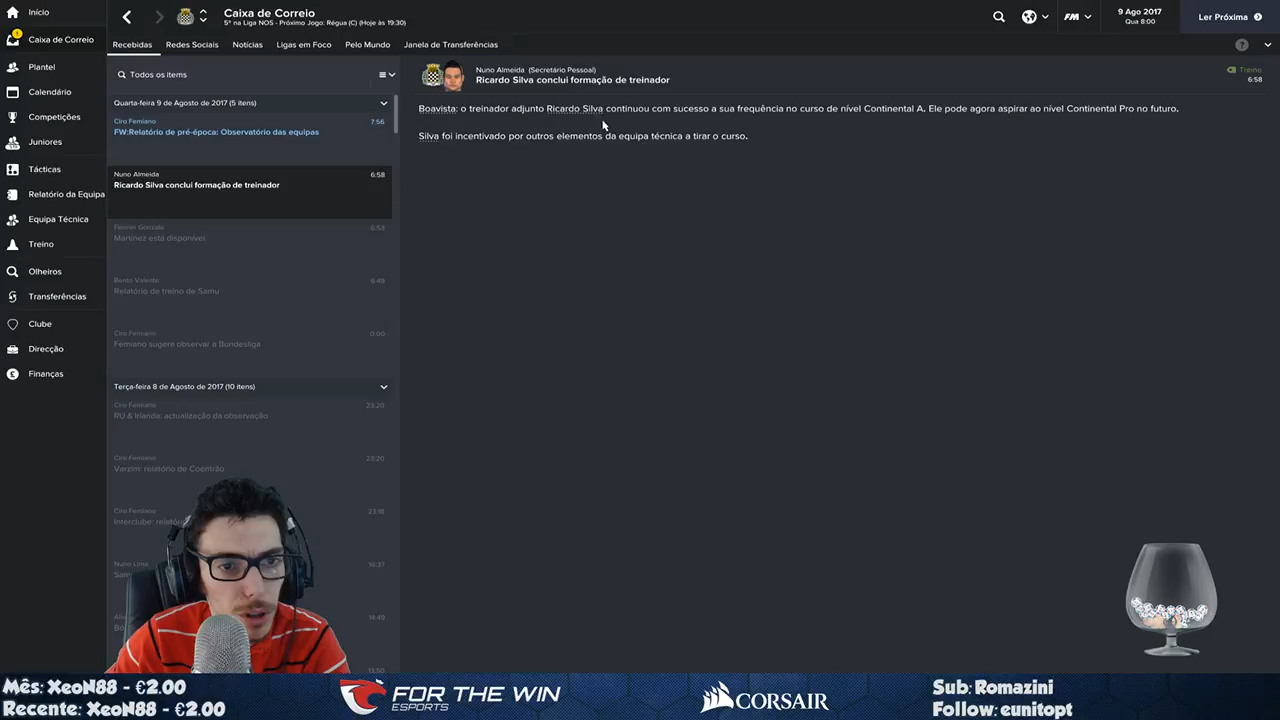 Início
Caixa de Correio
Plantel
Calendário
Competições
Juniores
Tácticas
Relatório da Equipa
Equipa Técnica
Treino
Olheiros
Transferências
Clube
Direcção
Finanças
Caixa de Correio
5º na Liga NOS - Próximo Jogo: Régua (C) (Hoje às 19:30)
FM
9 Ago 2017
Qua 8:00
Ler Próxima
Recebidas Redes Sociais Notícias Ligas em Foco Pelo Mundo Janela de Transferências
?
Todos os items
Quarta-feira 9 de Agosto de 2017 (5 itens)
Ciro Femiano 7:56
FW:Relatório de pré-época: Observatório das equipas
Nuno Almeida 6:58
Ricardo Silva conclui formação de treinador
Ferrer Gonzalo 6:53
Martínez está disponível
Bento Valente 6:49
Relatório de treino de Samu
Ciro Femiano 0:00
Femiano sugere observar a Bundesliga
Terça-feira 8 de Agosto de 2017 (10 itens)
Ciro Femiano 23:20
RU & Irlanda: actualização da observação
Ciro Femiano 23:20
Varzim: relatório de Coentrão
Ciro Femiano 23:18
Interclube: relatór
Nuno Lima 16:37
Sam
14:49
13:50
Nuno Almeida (Secretário Pessoal)
Ricardo Silva conclui formação de treinador
Treino
6:58
Boavista: o treinador adjunto Ricardo Silva continuou com sucesso a sua frequência no curso de nível Continental A. Ele pode agora aspirar ao nível Continental Pro no futuro.
Silva foi incentivado por outros elementos da equipa técnica a tirar o curso.
Mês: XeoN88 - €2.00
Recente: XeoN88 - €2.00
FOR THE WIN
ESPORTS
CORSAIR
Sub: Romazini
Follow: eunitopt